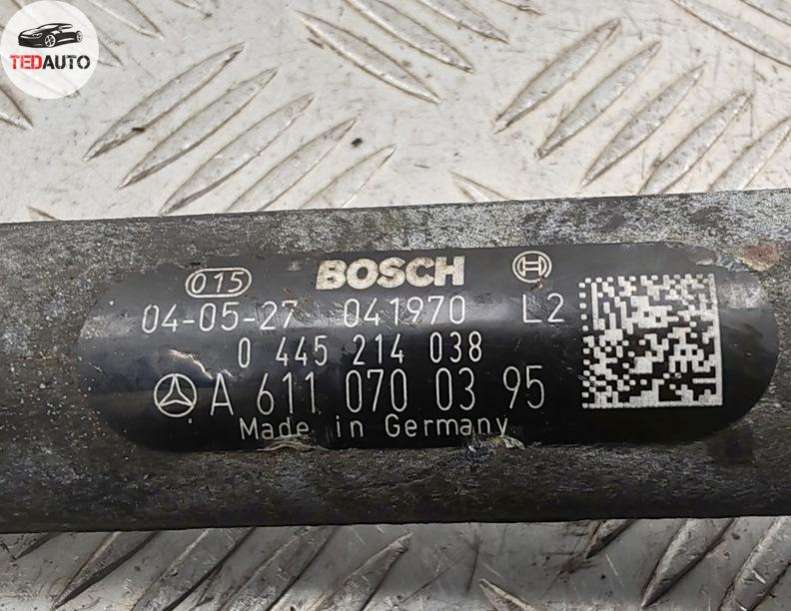 TEDAUTO
015 BOSCH
04-05-27 041970 L2
0 445 214 038
A 611 070 03 95
Made in Germany